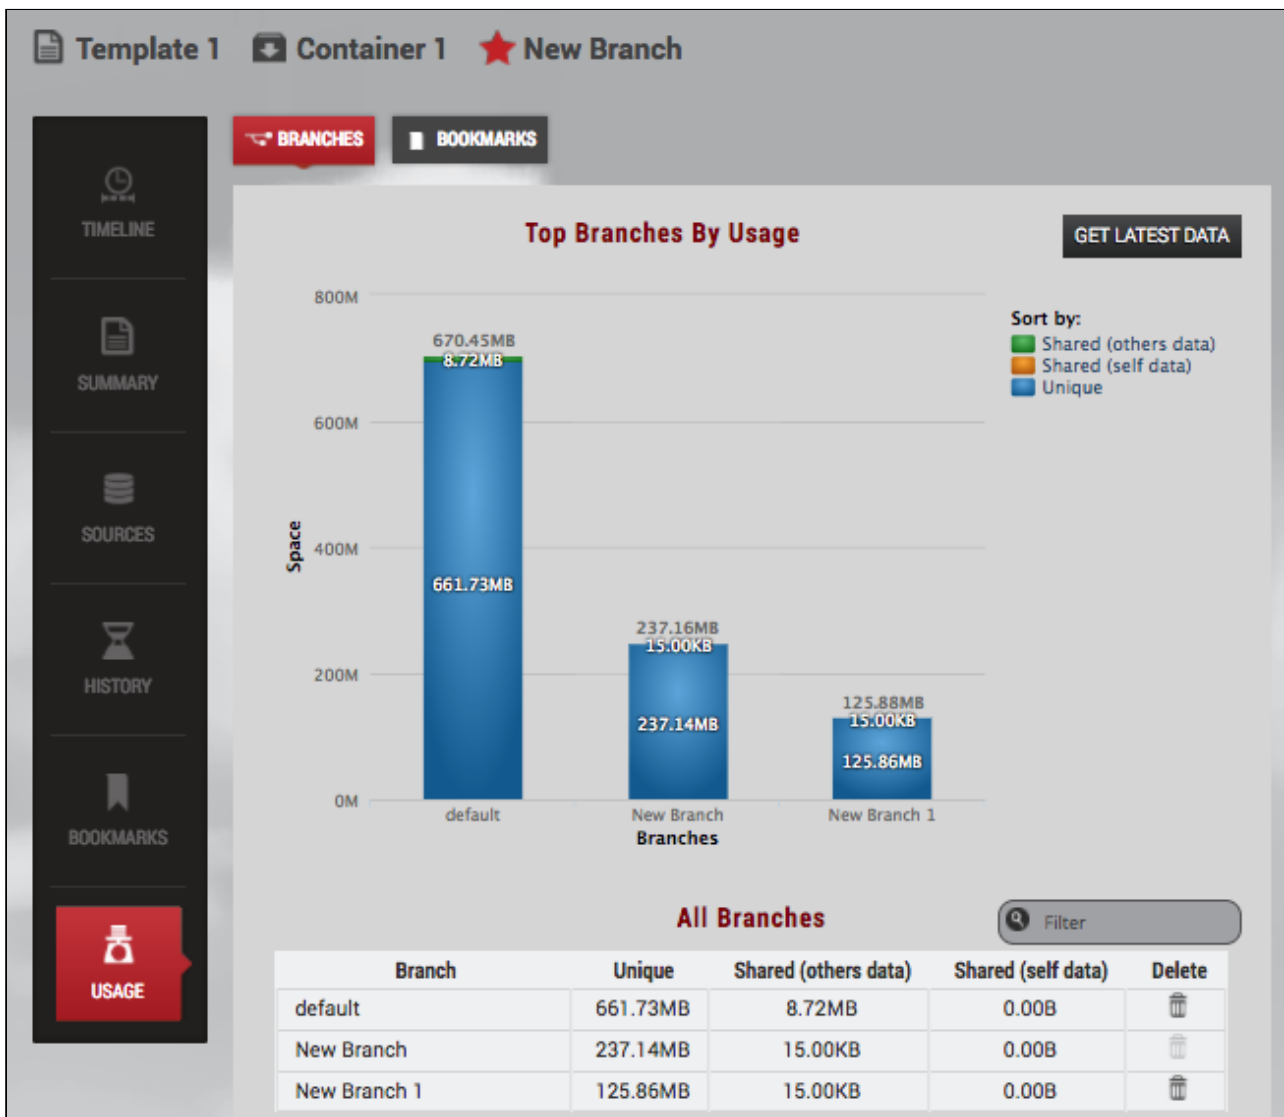 Template 1 Container 1 New Branch
BRANCHES BOOKMARKS
TIMELINE
SUMMARY
SOURCES
HISTORY
BOOKMARKS
USAGE
Top Branches By Usage
GET LATEST DATA
Sort by:
Shared (others data)
Shared (self data)
Unique
800M
600M
400M
200M
0M
Space
670.45MB
8.72MB
661.73MB
237.16MB
15.00KB
237.14MB
125.88MB
15.00KB
125.86MB
default New Branch New Branch 1
Branches
All Branches
Filter
Branch Unique Shared (others data) Shared (self data) Delete
default 661.73MB 8.72MB 0.00B
New Branch 237.14MB 15.00KB 0.00B
New Branch 1 125.86MB 15.00KB 0.00B